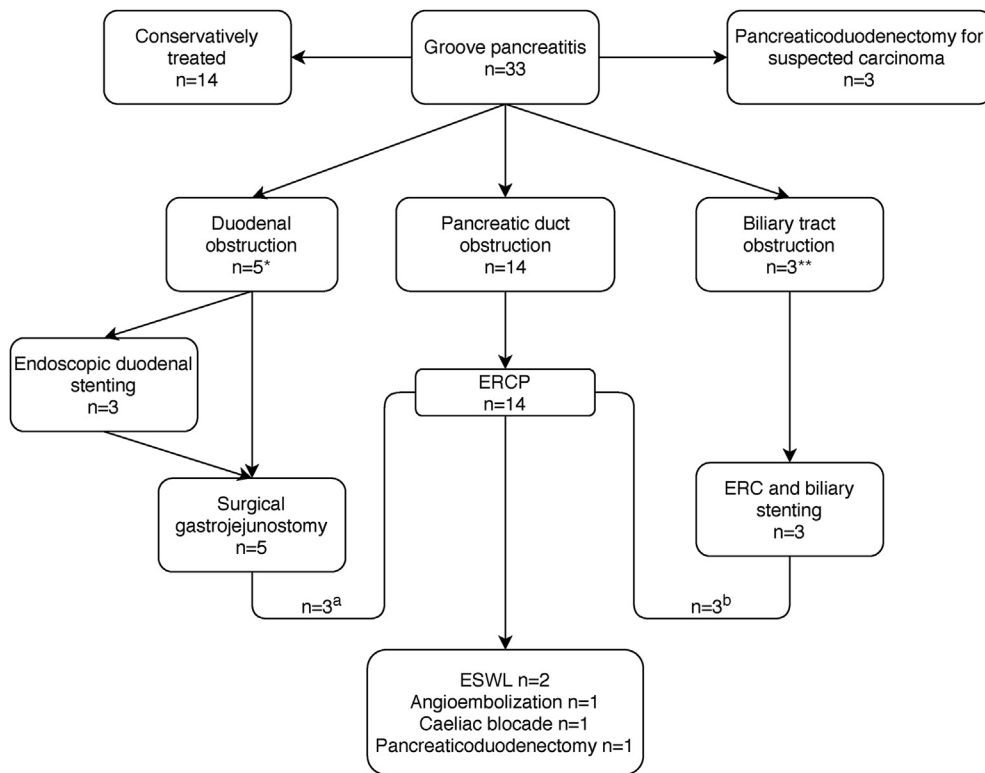 Conservatively
treated
n=14
Groove pancreatitis
n=33
Pancreaticoduodenectomy for
suspected carcinoma
n=3
Duodenal
obstruction
n=5*
Pancreatic duct
obstruction
n=14
Biliary tract
obstruction
n=3**
Endoscopic duodenal
stenting
n=3
ERCP
n=14
Surgical
gastrojejunostomy
n=5
ERC and biliary
stenting
n=3
n=3ᵃ
n=3ᵇ
ESWL n=2
Angioembolization n=1
Caeliac blocade n=1
Pancreaticoduodenectomy n=1